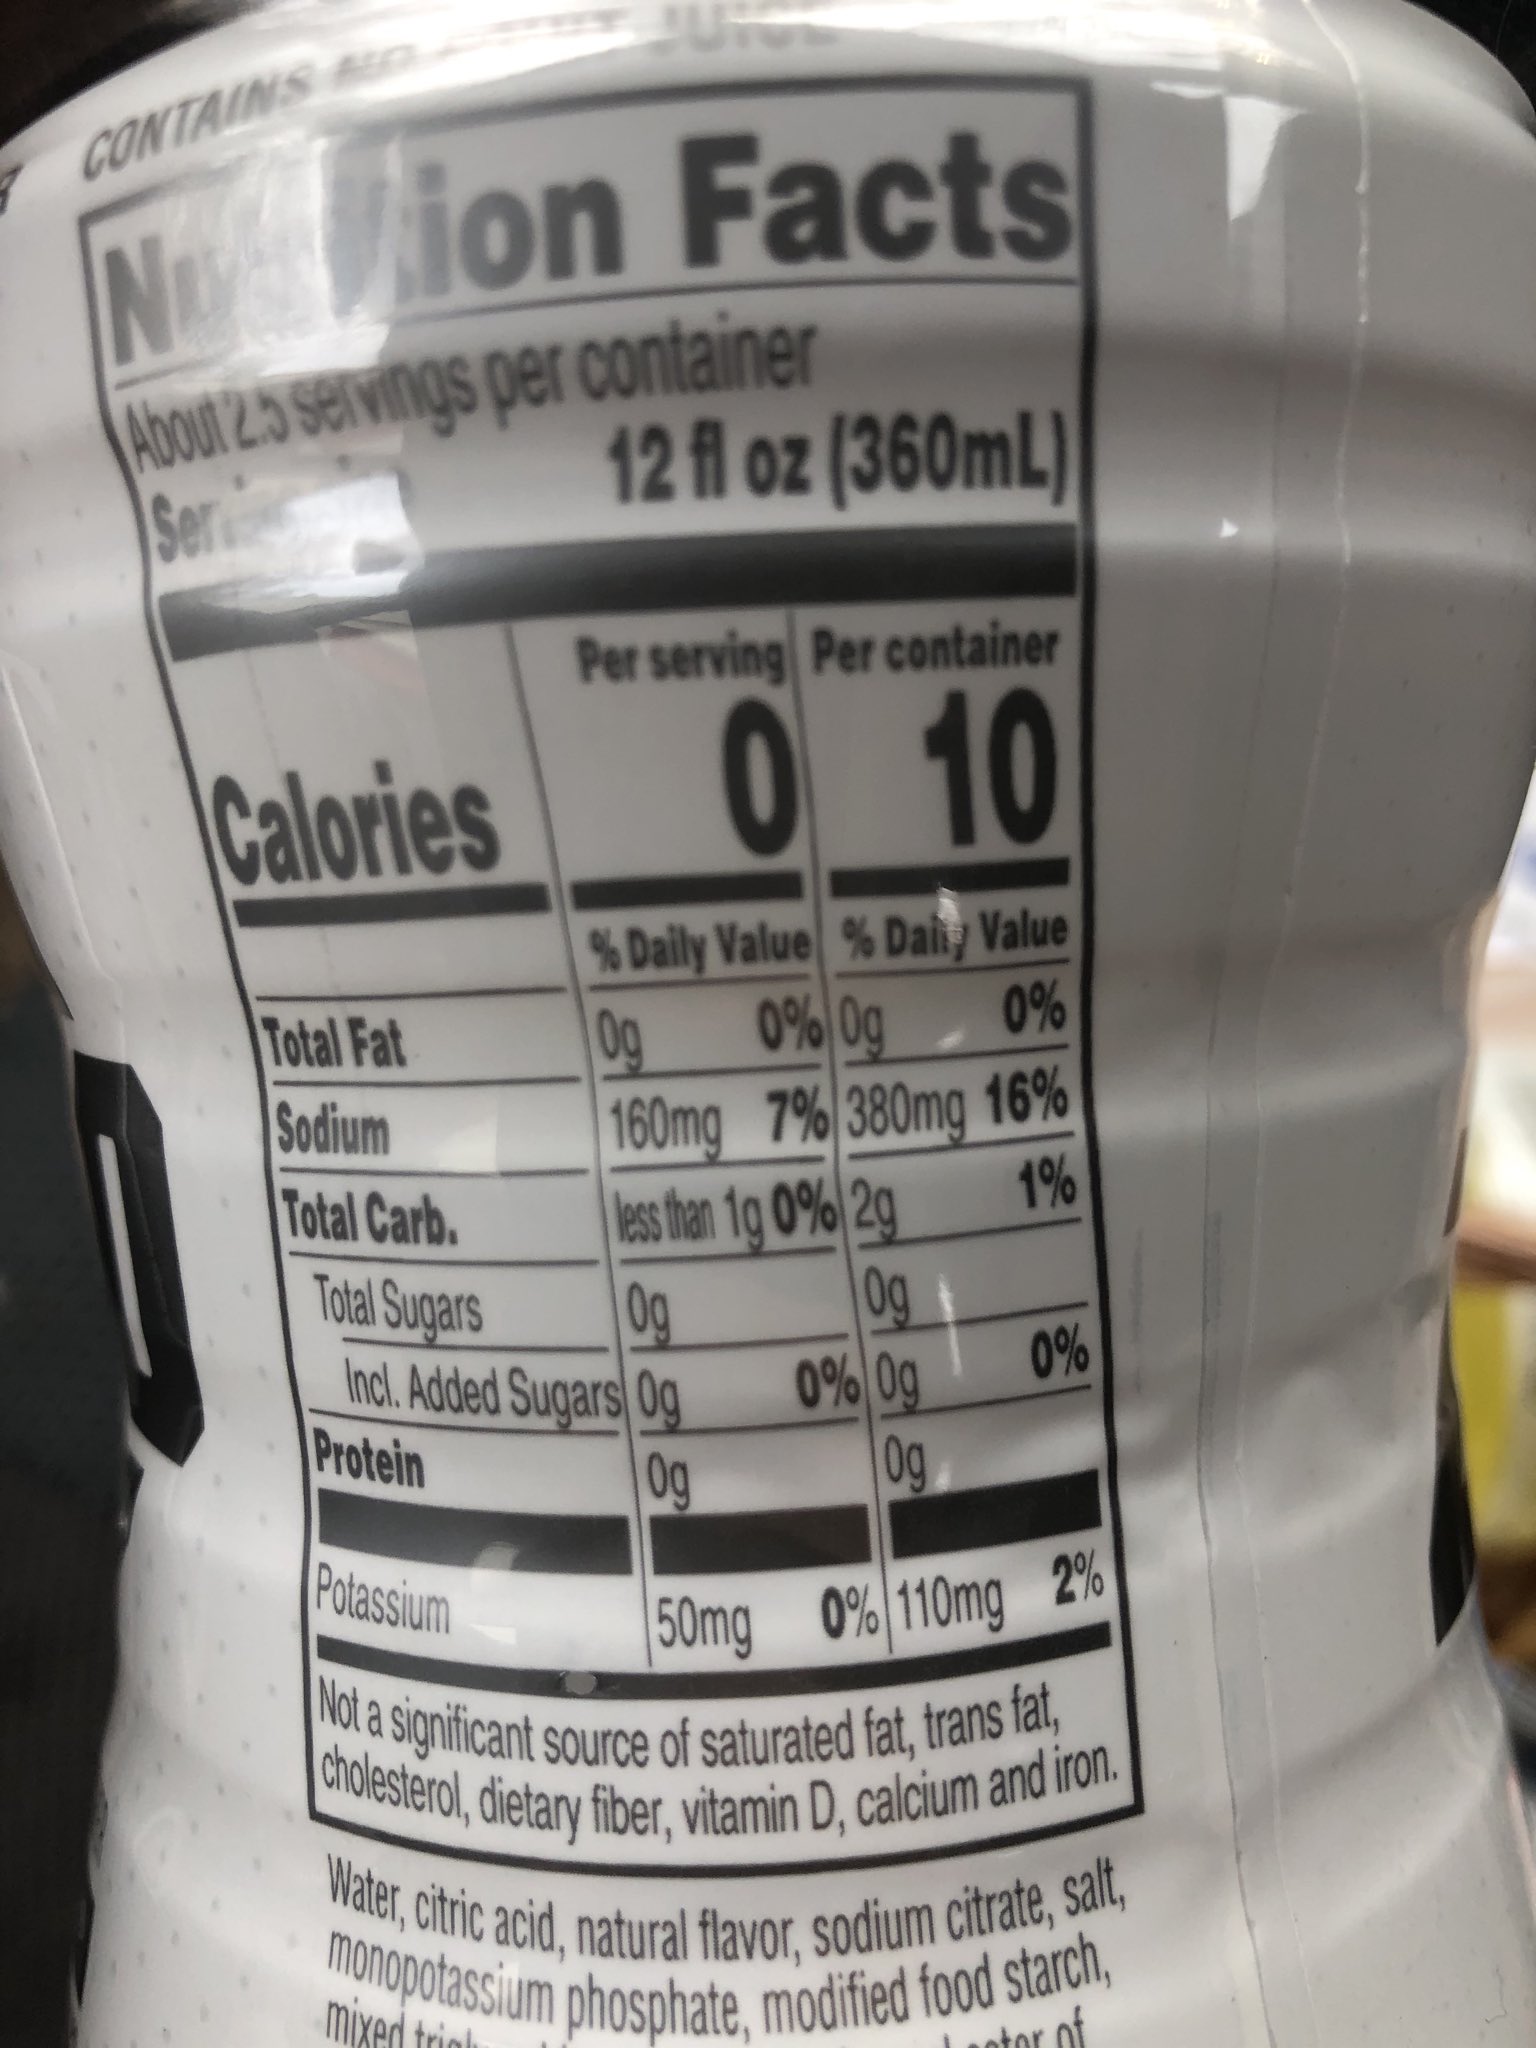 CONTAINS NO JUICE
Nutrition Facts
About 2.5 servings per container
12 fl oz (360mL)
Per serving Per container
Calories 0 10
% Daily Value % Daily Value
Total Fat 0g 0% 0g 0%
Sodium 160mg 7% 380mg 16%
Total Carb. less than 1g 0% 2g 1%
Total Sugars 0g 0g
Incl. Added Sugars 0g 0% 0g 0%
Protein 0g 0g
Potassium 50mg 0% 110mg 2%
Not a significant source of saturated fat, trans fat,
cholesterol, dietary fiber, vitamin D, calcium and iron.
Water, citric acid, natural flavor, sodium citrate, salt,
monopotassium phosphate, modified food starch,
mixed of